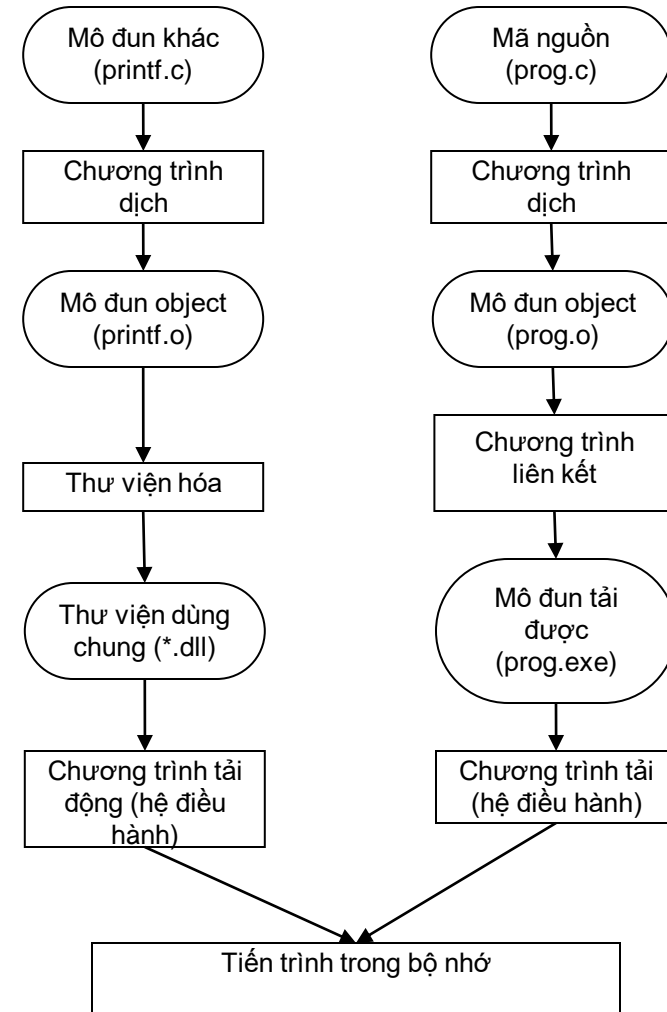 Mô đun khác
(printf.c)
Mã nguồn
(prog.c)
Chương trình
dịch
Chương trình
dịch
Mô đun object
(printf.o)
Mô đun object
(prog.o)
Thư viện hóa
Chương trình
liên kết
Thư viện dùng
chung (*.dll)
Mô đun tải
được
(prog.exe)
Chương trình tải
động (hệ điều
hành)
Chương trình tải
(hệ điều hành)
Tiến trình trong bộ nhớ